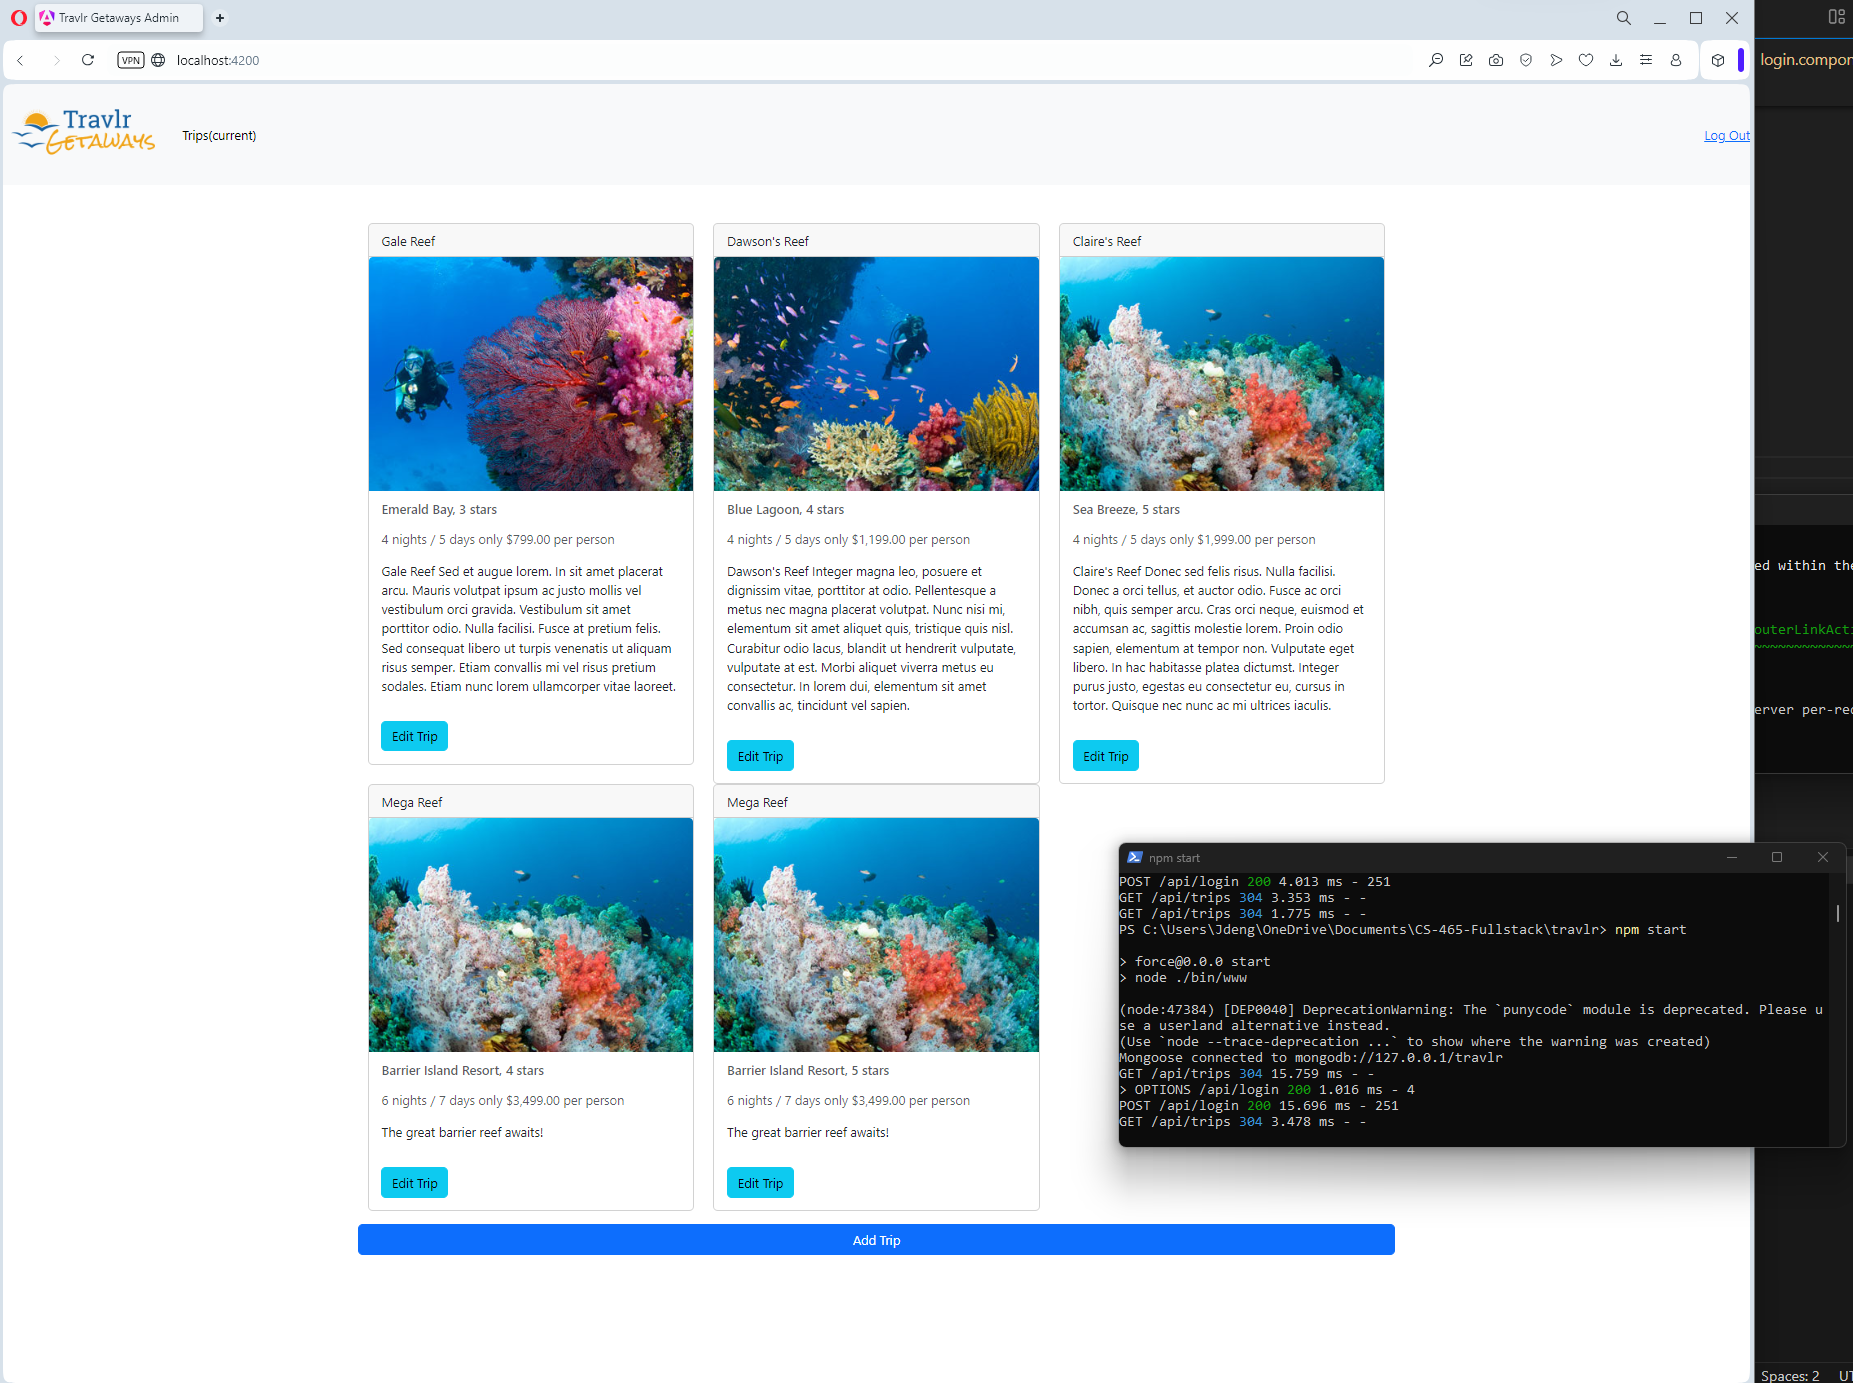 Travlr Getaways Admin
VPN
localhost:4200
login.compor
Travlr
GETAWAYS
Trips(current)
Log Out
Gale Reef
Emerald Bay, 3 stars
4 nights / 5 days only $799.00 per person
Gale Reef Sed et augue lorem. In sit amet placerat
arcu. Mauris volutpat ipsum ac justo mollis vel
vestibulum orci gravida. Vestibulum sit amet
porttitor odio. Nulla facilisi. Fusce at pretium felis.
Sed consequat libero ut turpis venenatis ut aliquam
risus semper. Etiam convallis mi vel risus pretium
sodales. Etiam nunc lorem ullamcorper vitae laoreet.
Edit Trip
Dawson's Reef
Blue Lagoon, 4 stars
4 nights / 5 days only $1,199.00 per person
Dawson's Reef Integer magna leo, posuere et
dignissim vitae, porttitor at odio. Pellentesque a
metus nec magna placerat volutpat. Nunc nisi mi,
elementum sit amet aliquet quis, tristique quis nisl.
Curabitur odio lacus, blandit ut hendrerit vulputate,
vulputate at est. Morbi aliquet viverra metus eu
consectetur. In lorem dui, elementum sit amet
convallis ac, tincidunt vel sapien.
Edit Trip
Claire's Reef
Sea Breeze, 5 stars
4 nights / 5 days only $1,999.00 per person
Claire's Reef Donec sed felis risus. Nulla facilisi.
Donec a orci tellus, et auctor odio. Fusce ac orci
nibh, quis semper arcu. Cras orci neque, euismod et
accumsan ac, sagittis molestie lorem. Proin odio
sapien, elementum at tempor non. Vulputate eget
libero. In hac habitasse platea dictumst. Integer
purus justo, egestas eu consectetur eu, cursus in
tortor. Quisque nec nunc ac mi ultrices iaculis.
Edit Trip
Mega Reef
Barrier Island Resort, 4 stars
6 nights / 7 days only $3,499.00 per person
The great barrier reef awaits!
Edit Trip
Mega Reef
Barrier Island Resort, 5 stars
6 nights / 7 days only $3,499.00 per person
The great barrier reef awaits!
Edit Trip
Add Trip
ed within the
outerLinkActi
erver per-rec
npm start
POST /api/login 200 4.013 ms - 251
GET /api/trips 304 3.353 ms - -
GET /api/trips 304 1.775 ms - -
PS C:\Users\Jdeng\OneDrive\Documents\CS-465-Fullstack\travlr> npm start
> force@0.0.0 start
> node ./bin/www
(node:47384) [DEP0040] DeprecationWarning: The `punycode` module is deprecated. Please u
se a userland alternative instead.
(Use `node --trace-deprecation ...` to show where the warning was created)
Mongoose connected to mongodb://127.0.0.1/travlr
GET /api/trips 304 15.759 ms - -
> OPTIONS /api/login 200 1.016 ms - 4
POST /api/login 200 15.696 ms - 251
GET /api/trips 304 3.478 ms - -
Spaces: 2 UT